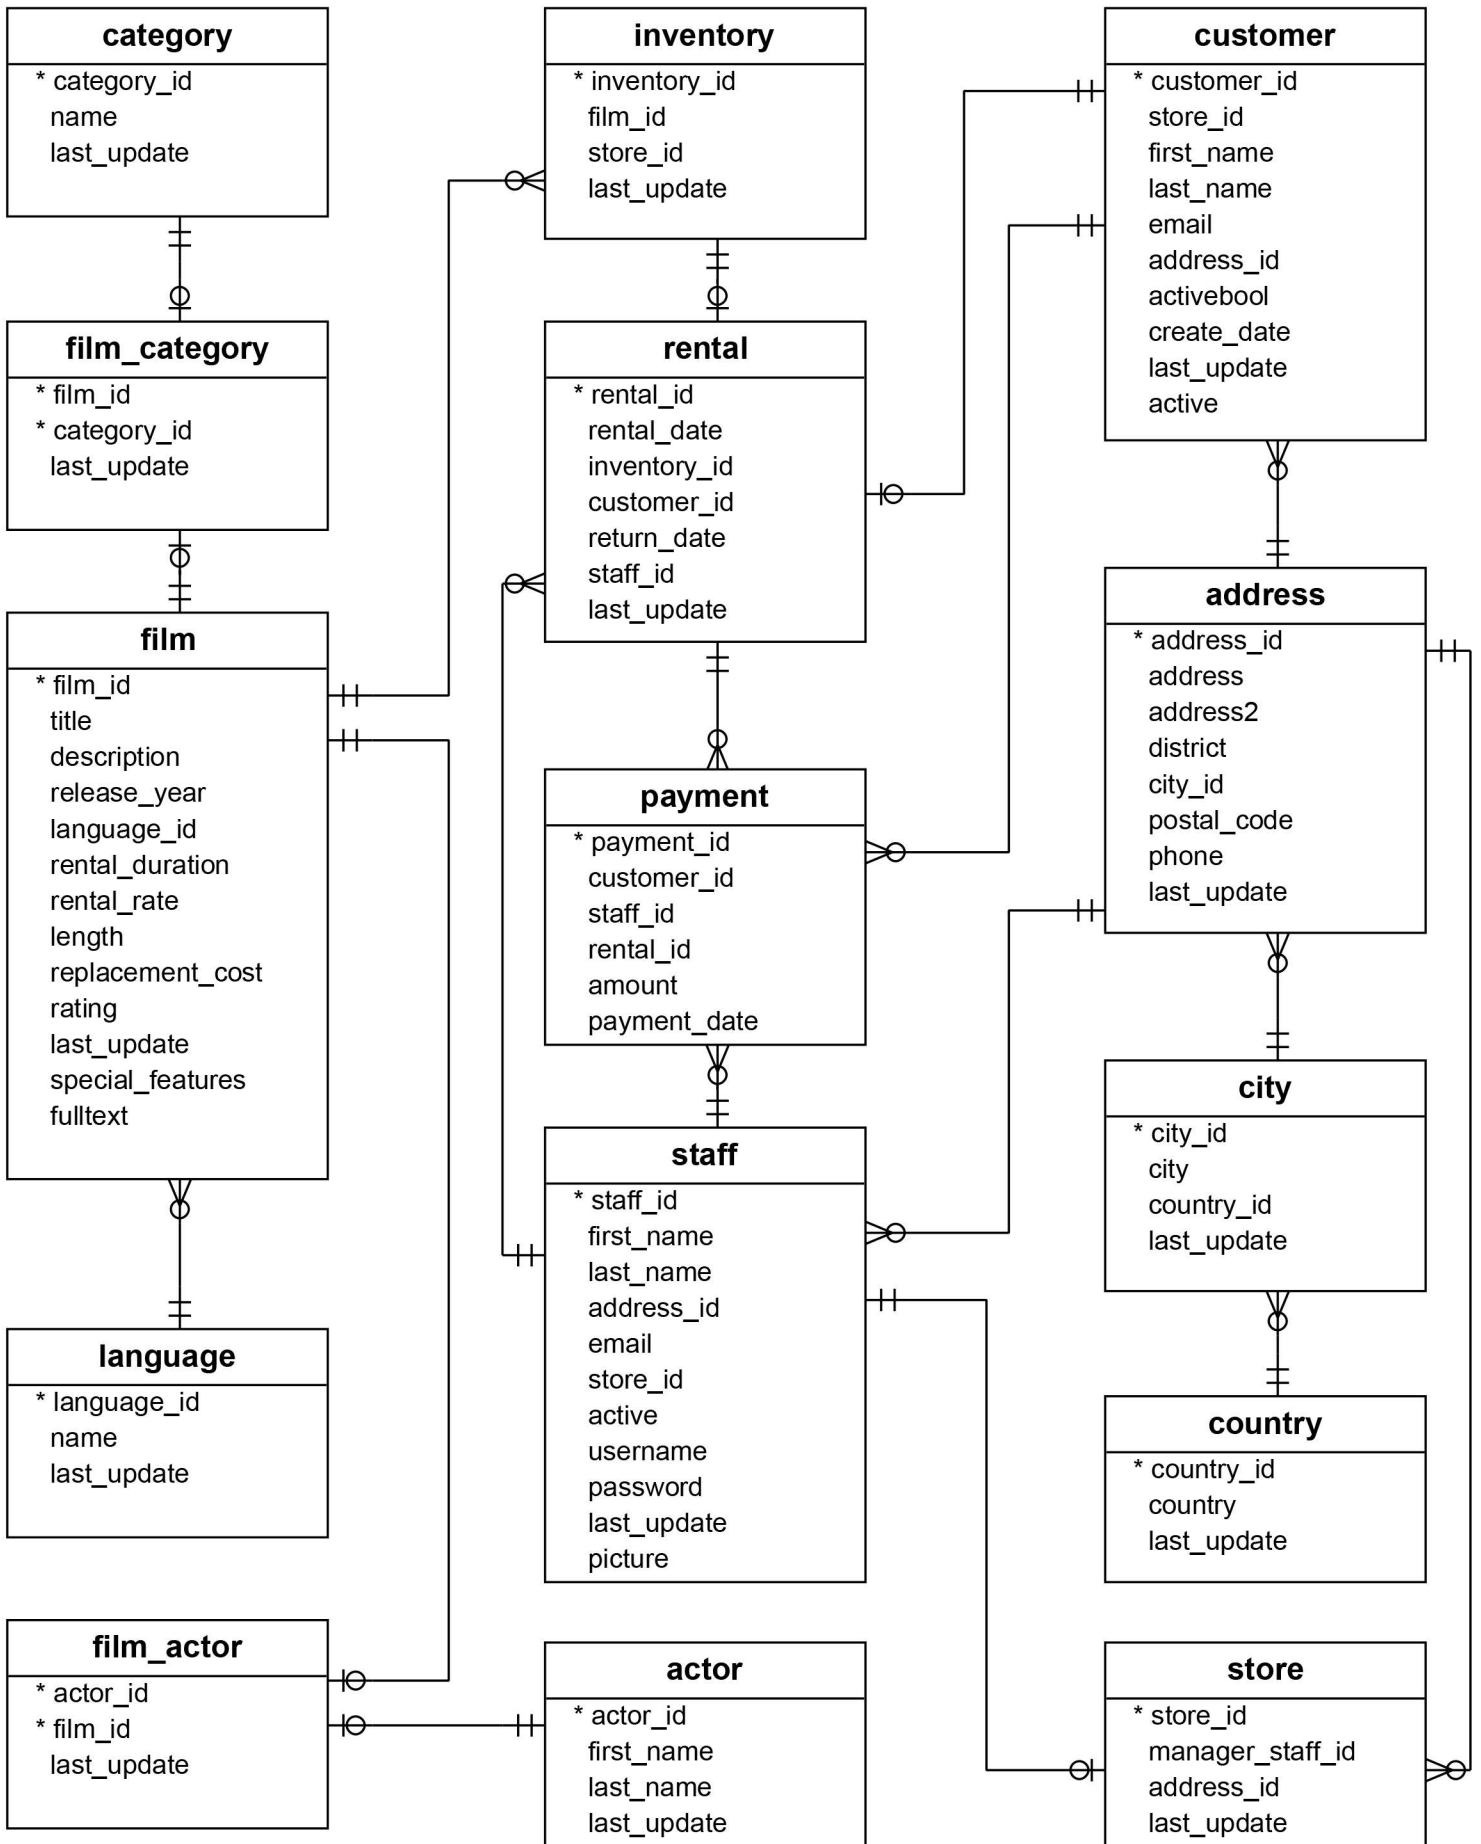 category
* category_id
name
last_update
film_category
* film_id
* category_id
last_update
film
* film_id
title
description
release_year
language_id
rental_duration
rental_rate
length
replacement_cost
rating
last_update
special_features
fulltext
language
* language_id
name
last_update
film_actor
* actor_id
* film_id
last_update
inventory
* inventory_id
film_id
store_id
last_update
rental
* rental_id
rental_date
inventory_id
customer_id
return_date
staff_id
last_update
payment
* payment_id
customer_id
staff_id
rental_id
amount
payment_date
staff
* staff_id
first_name
last_name
address_id
email
store_id
active
username
password
last_update
picture
actor
* actor_id
first_name
last_name
last_update
customer
* customer_id
store_id
first_name
last_name
email
address_id
activebool
create_date
last_update
active
address
* address_id
address
address2
district
city_id
postal_code
phone
last_update
city
* city_id
city
country_id
last_update
country
* country_id
country
last_update
store
* store_id
manager_staff_id
address_id
last_update